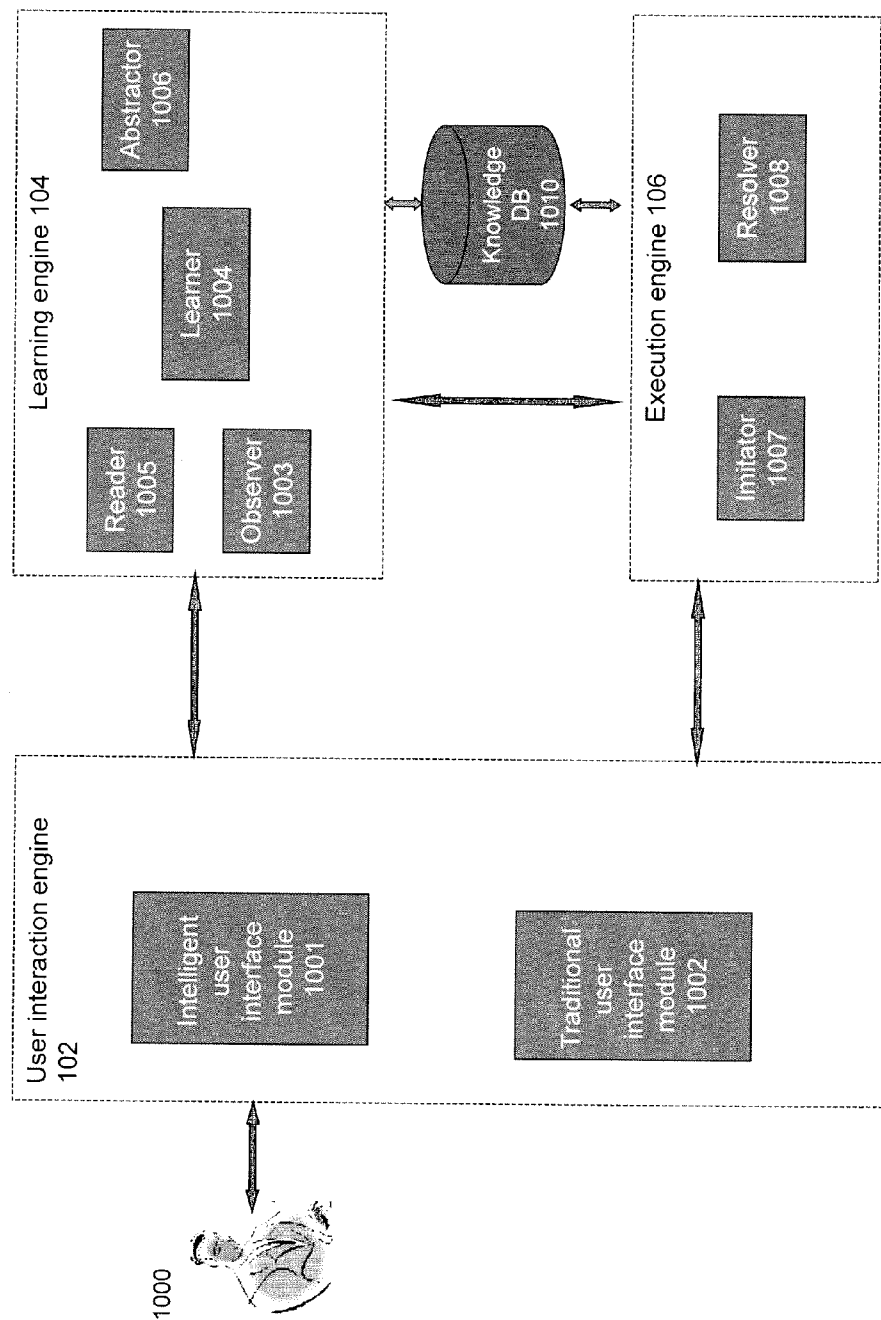 1000
User interaction engine
102
Intelligent
user
interface
module
1001
Traditional
user
interface
module
1002
Learning engine 104
Reader
1005
Observer
1003
Learner
1004
Abstractor
1006
Knowledge
DB
1010
Execution engine 106
Imitator
1007
Resolver
1008